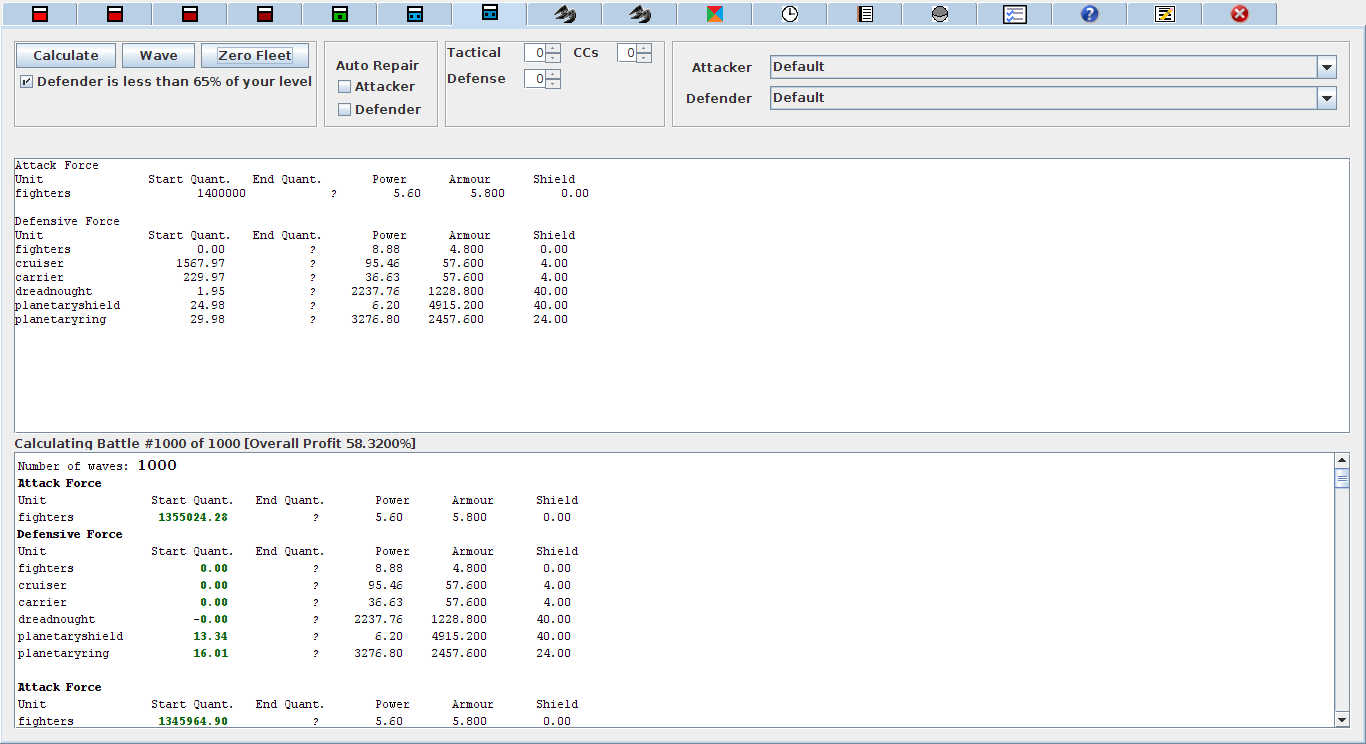 Calculate Wave Zero Fleet
Defender is less than 65% of your level
Auto Repair
Attacker
Defender
Tactical 0 CCs 0
Defense 0
Attacker Default
Defender Default
Attack Force
Unit Start Quant. End Quant. Power Armour Shield
fighters 1400000 ? 5.60 5.800 0.00
Defensive Force
Unit Start Quant. End Quant. Power Armour Shield
fighters 0.00 ? 8.88 4.800 0.00
cruiser 1567.97 ? 95.46 57.600 4.00
carrier 229.97 ? 36.63 57.600 4.00
dreadnought 1.95 ? 2237.76 1228.800 40.00
planetaryshield 24.98 ? 6.20 4915.200 40.00
planetaryring 29.98 ? 3276.80 2457.600 24.00
Calculating Battle #1000 of 1000 [Overall Profit 58.3200%]
Number of waves: 1000
Attack Force
Unit Start Quant. End Quant. Power Armour Shield
fighters 1355024.28 ? 5.60 5.800 0.00
Defensive Force
Unit Start Quant. End Quant. Power Armour Shield
fighters 0.00 ? 8.88 4.800 0.00
cruiser 0.00 ? 95.46 57.600 4.00
carrier 0.00 ? 36.63 57.600 4.00
dreadnought -0.00 ? 2237.76 1228.800 40.00
planetaryshield 13.34 ? 6.20 4915.200 40.00
planetaryring 16.01 ? 3276.80 2457.600 24.00
Attack Force
Unit Start Quant. End Quant. Power Armour Shield
fighters 1345964.90 ? 5.60 5.800 0.00